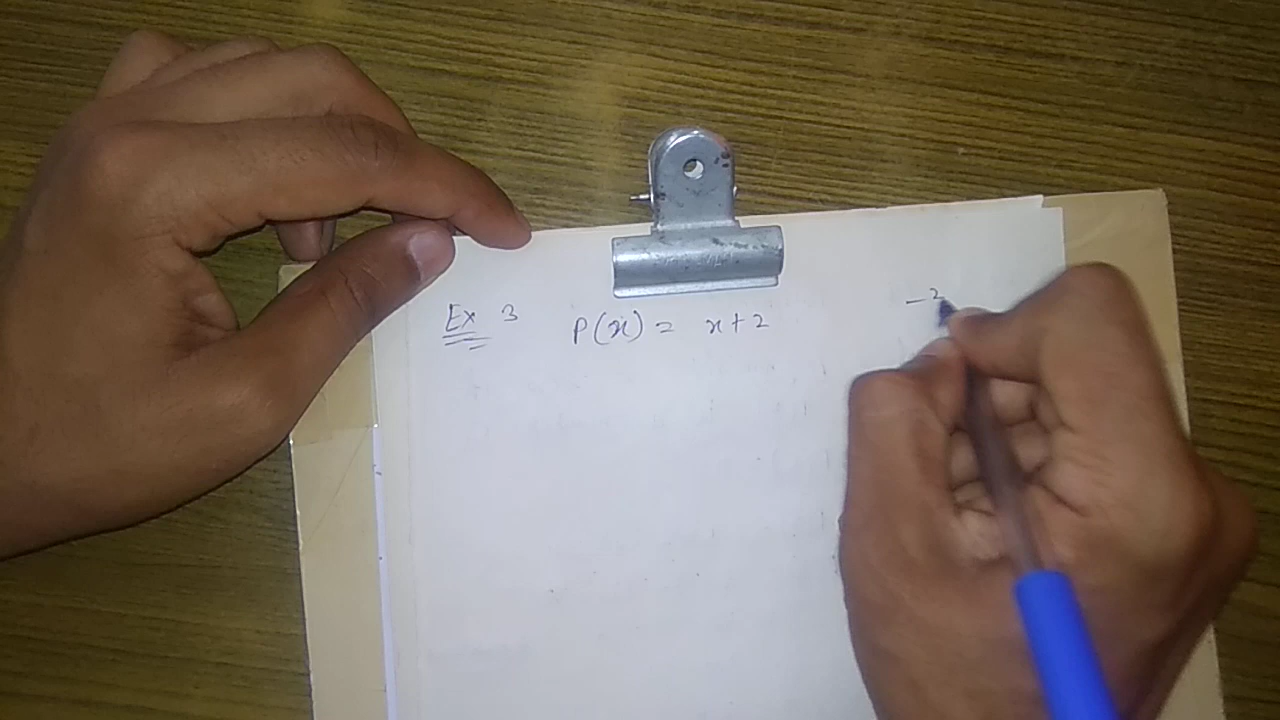 Ex 3 P(x) = x+2 -2